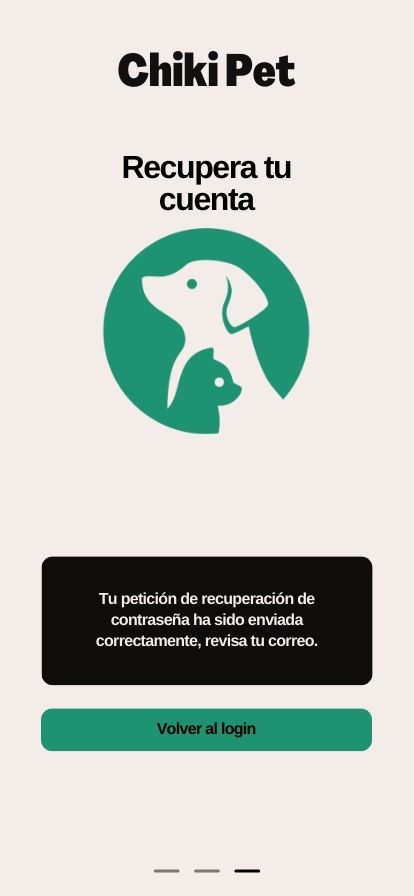 Chiki Pet
Recupera tu
cuenta
Tu petición de recuperación de
contraseña ha sido enviada
correctamente, revisa tu correo.
Volver al login